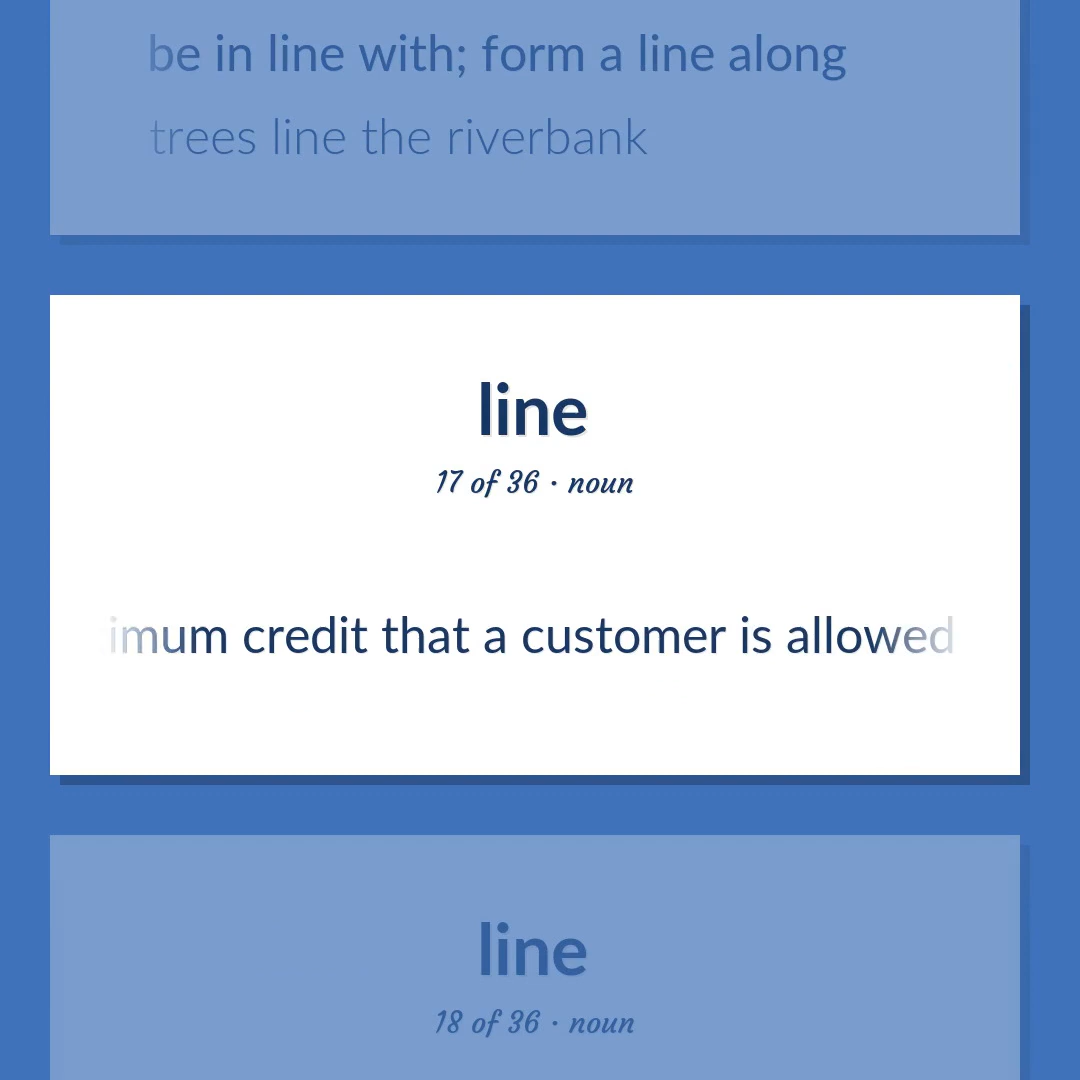 be in line with; form a line along
trees line the riverbank
line
17 of 36 · noun
imum credit that a customer is allowed
line
18 of 36 · noun